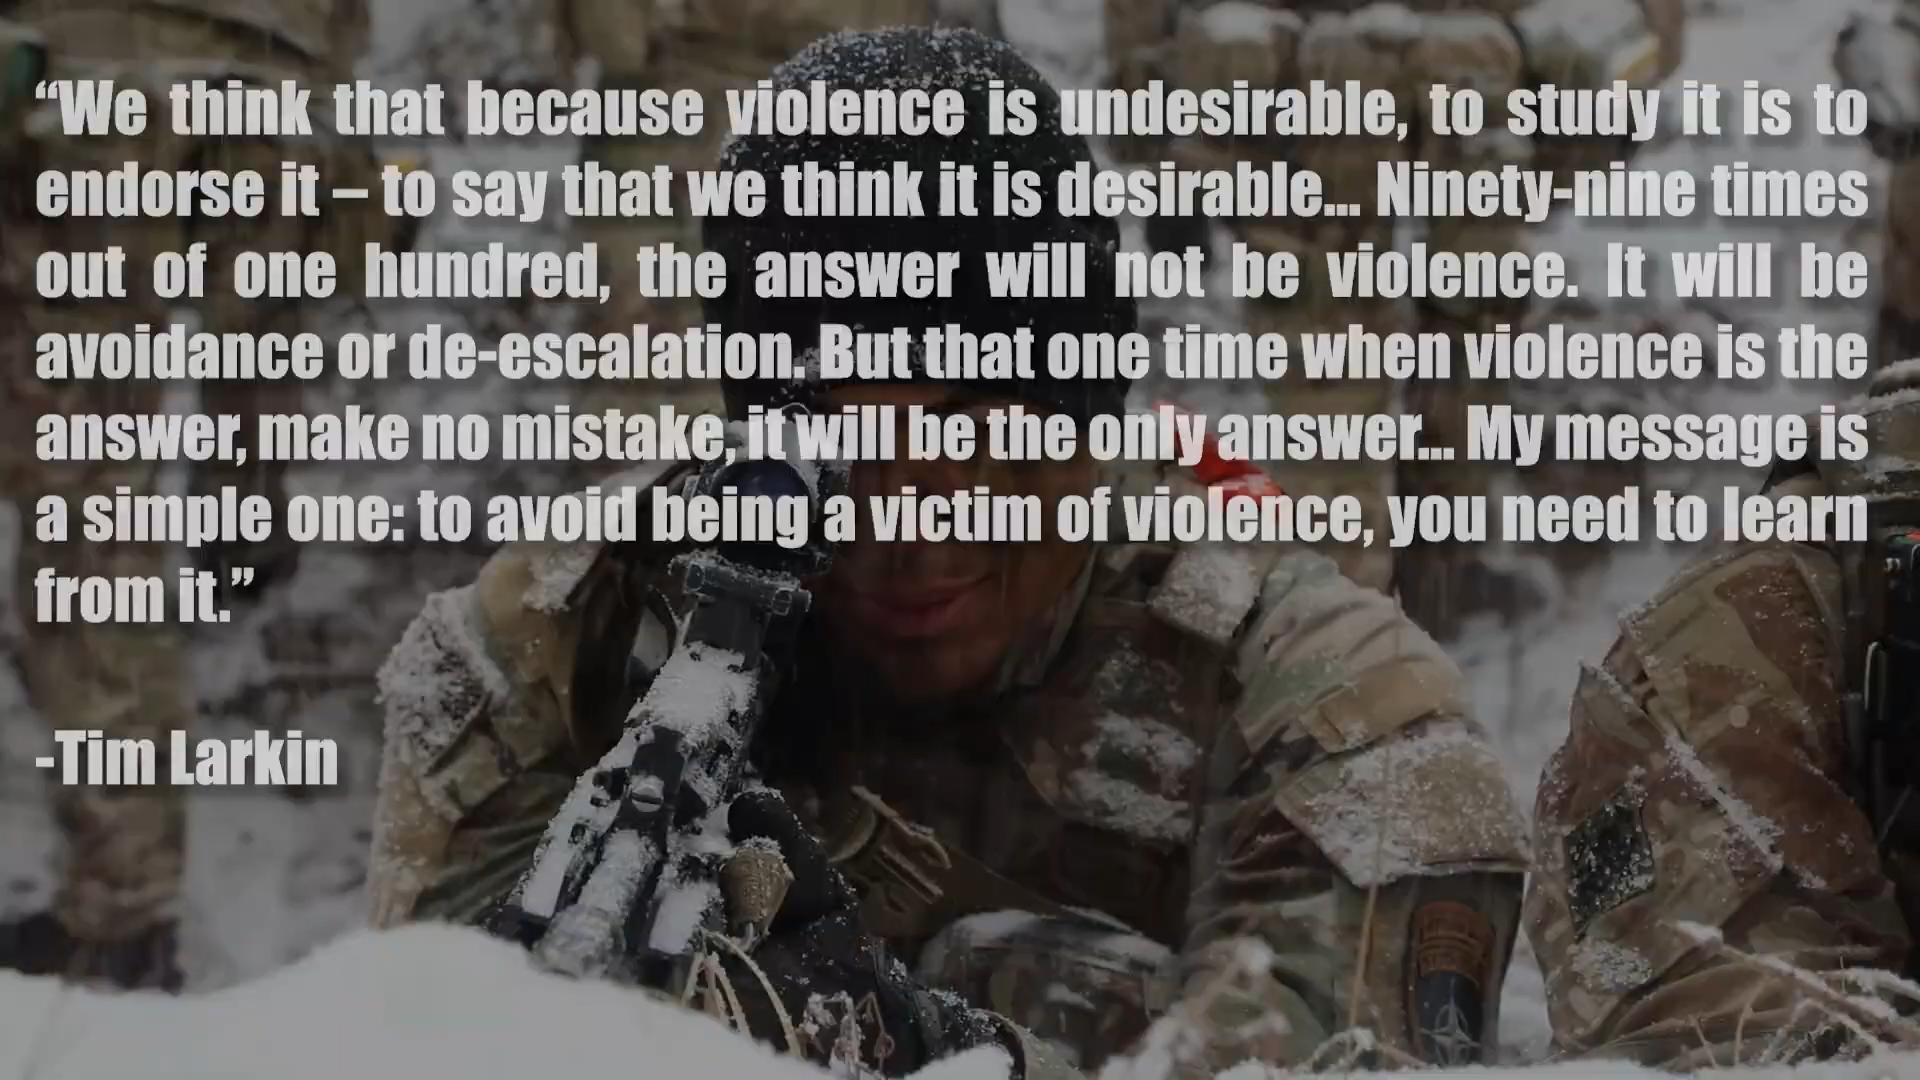 “We think that because violence is undesirable, to study it is to
endorse it – to say that we think it is desirable... Ninety-nine times
out of one hundred, the answer will not be violence. It will be
avoidance or de-escalation. But that one time when violence is the
answer, make no mistake, it will be the only answer... My message is
a simple one: to avoid being a victim of violence, you need to learn
from it.”
-Tim Larkin